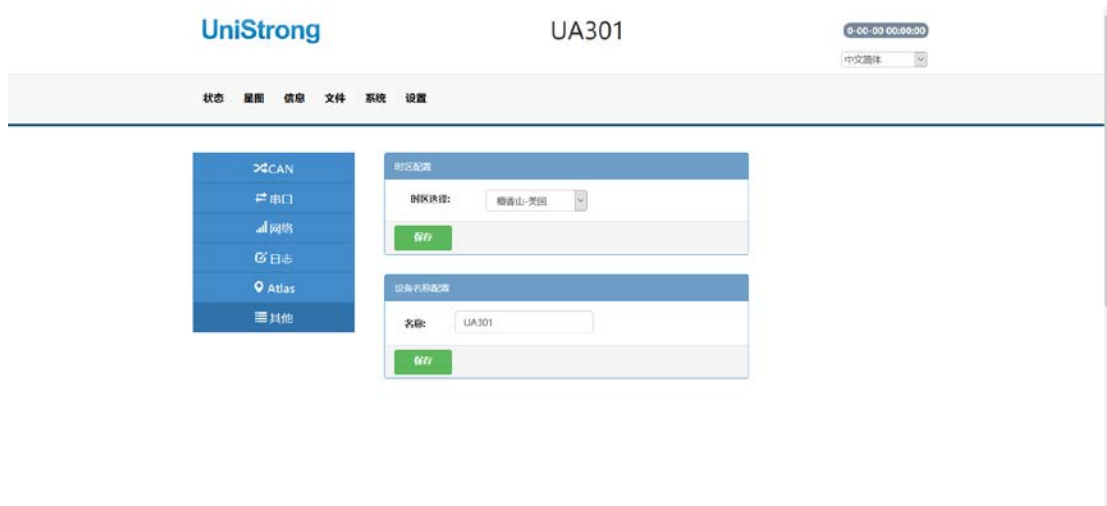 UniStrong
UA301
0-00-00 00:00:00
中文简体
状态 星图 信息 文件 系统 设置
CAN
串口
网络
日志
Atlas
其他
时区配置
时区选择: 檀香山-美国
保存
设备名称配置
名称: UA301
保存